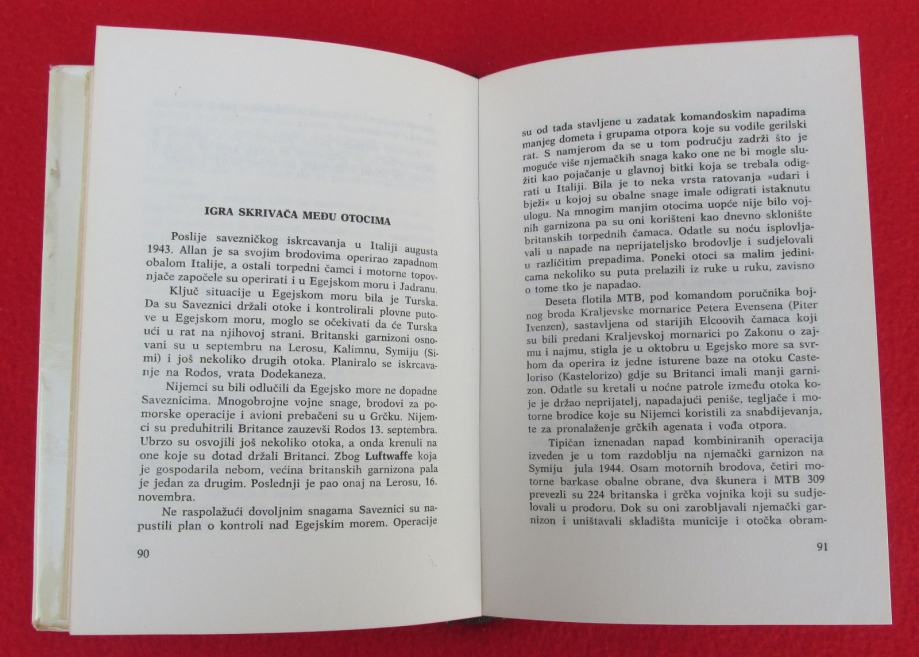 IGRA SKRIVAĆA MEĐU OTOCIMA
Poslije savezničkog iskrcavanja u Italiji augusta
1943. Allan je sa svojim brodovima operirao zapadnom
obalom Italije, a ostali torpedni čamci i motorne topov-
njače započele su operirati i u Egejskom moru i Jadranu.
Ključ situacije u Egejskom moru bila je Turska.
Da su Saveznici držali otoke i kontrolirali plovne puto-
ve u Egejskom moru, moglo se očekivati da će Turska
ući u rat na njihovoj strani. Britanski garnizoni osno-
vani su u septembru na Lerosu, Kalimnu, Symiju (Si-
mi) i još nekoliko drugih otoka. Planiralo se iskrcava-
nje na Rodos, vrata Dodekaneza.
Nijemci su bili odlučili da Egejsko more ne dopadne
Saveznicima. Mnogobrojne vojne snage, brodovi za po-
morske operacije i avioni prebačeni su u Grčku. Nijem-
ci su preduhitrili Britance zauzevši Rodos 13. septembra.
Ubrzo su osvojili još nekoliko otoka, a onda krenuli na
one koje su dotad držali Britanci. Zbog Luftwaffe koja
je gospodarila nebom, većina britanskih garnizona pala
je jedan za drugim. Poslednji je pao onaj na Lerosu, 16.
novembra.
Ne raspolažući dovoljnim snagama Saveznici su na-
pustili plan o kontroli nad Egejskim morem. Operacije
90
su od tada stavljene u zadatak komandoskim napadima
manjeg dometa i grupama otpora koje su vodile gerilski
rat. S namjerom da se u tom području zadrži što je
moguće više njemačkih snaga kako one ne bi mogle slu-
žiti kao pojačanje u glavnoj bitki koja se trebala odig-
rati u Italiji. Bila je to neka vrsta ratovanja »udari i
bježi« u kojoj su obalne snage imale odigrati istaknutu
ulogu. Na mnogim manjim otocima uopće nije bilo voj-
nih garnizona pa su oni korišteni kao dnevno sklonište
britanskih torpednih čamaca. Odatle su noću isplovlja-
vali u napade na neprijateljsko brodovlje i sudjelovali
u različitim prepadima. Poneki otoci sa malim jedini-
cama nekoliko su puta prelazili iz ruke u ruku, zavisno
o tome tko je napadao.
Deseta flotila MTB, pod komandom poručnika boj-
nog broda Kraljevske mornarice Petera Evensena (Piter
Ivenzen), sastavljena od starijih Elcoovih čamaca koji
su bili predani Kraljevskoj mornarici po Zakonu o zaj-
mu i najmu, stigla je u oktobru u Egejsko more sa svr-
hom da operira iz jedne isturene baze na otoku Caste-
loriso (Kastelorizo) gdje su Britanci imali manji garni-
zon. Odatle su kretali u noćne patrole između otoka ko-
je je držao neprijatelj, napadajući peniše, tegljače i mo-
torne brodice koje su Nijemci koristili za snabdijevanje,
te za pronalaženje grčkih agenata i vođa otpora.
Tipičan iznenadan napad kombiniranih operacija
izveden je u tom razdoblju na njemački garnizon na
Symiju jula 1944. Osam motornih brodova, četiri mo-
torne barkase obalne obrane, dva škunera i MTB 309
prevezli su 224 britanska i grčka vojnika koji su sudje-
lovali u prodoru. Dok su oni zarobljavali njemački gar-
nizon i uništavali skladišta municije i otočka obram-
91